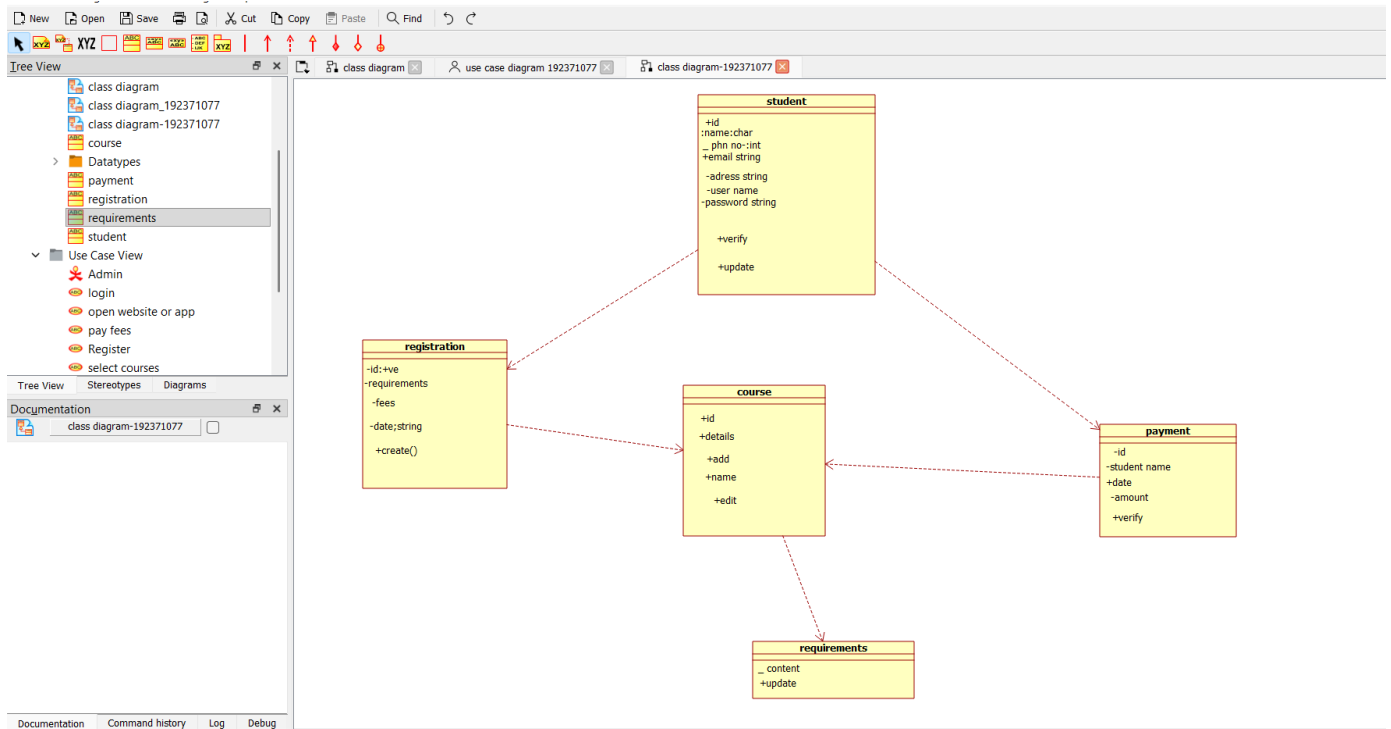 New Open Save Cut Copy Paste Find
XYZ
Tree View
class diagram use case diagram 192371077 class diagram-192371077
class diagram
class diagram_192371077
class diagram-192371077
course
Datatypes
payment
registration
requirements
student
Use Case View
Admin
login
open website or app
pay fees
Register
select courses
Tree View Stereotypes Diagrams
Documentation
class diagram-192371077
Documentation Command history Log Debug
student
+id
:name:char
_ phn no-:int
+email string
-adress string
-user name
-password string
+verify
+update
registration
-id:+ve
-requirements
-fees
-date;string
+create()
course
+id
+details
+add
+name
+edit
payment
-id
-student name
+date
-amount
+verify
requirements
_ content
+update